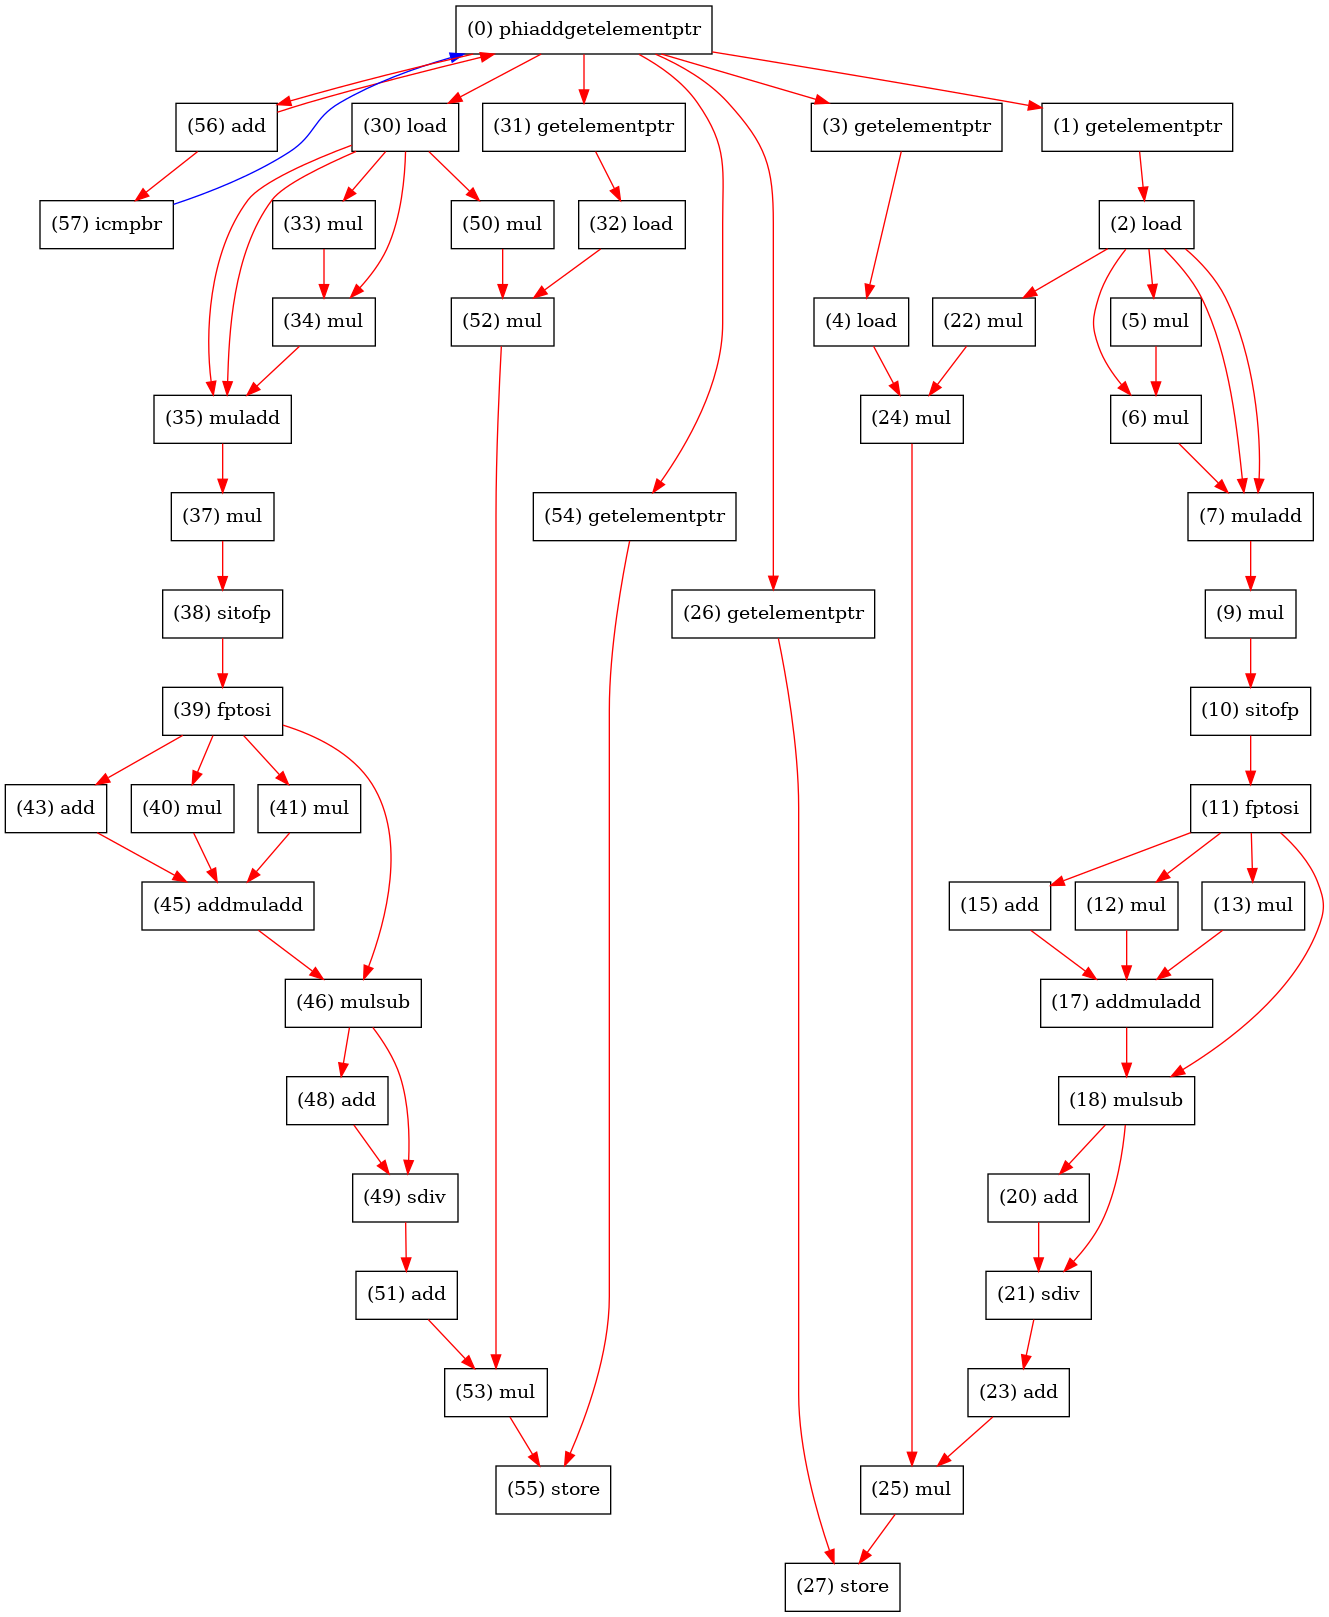 (0) phiaddgetelementptr
(56) add
(30) load
(31) getelementptr
(3) getelementptr
(1) getelementptr
(57) icmpbr
(33) mul
(50) mul
(32) load
(2) load
(34) mul
(52) mul
(4) load
(22) mul
(5) mul
(35) muladd
(24) mul
(6) mul
(37) mul
(54) getelementptr
(7) muladd
(38) sitofp
(26) getelementptr
(9) mul
(39) fptosi
(10) sitofp
(43) add
(40) mul
(41) mul
(11) fptosi
(45) addmuladd
(15) add
(12) mul
(13) mul
(46) mulsub
(17) addmuladd
(48) add
(18) mulsub
(49) sdiv
(20) add
(51) add
(21) sdiv
(53) mul
(23) add
(55) store
(25) mul
(27) store